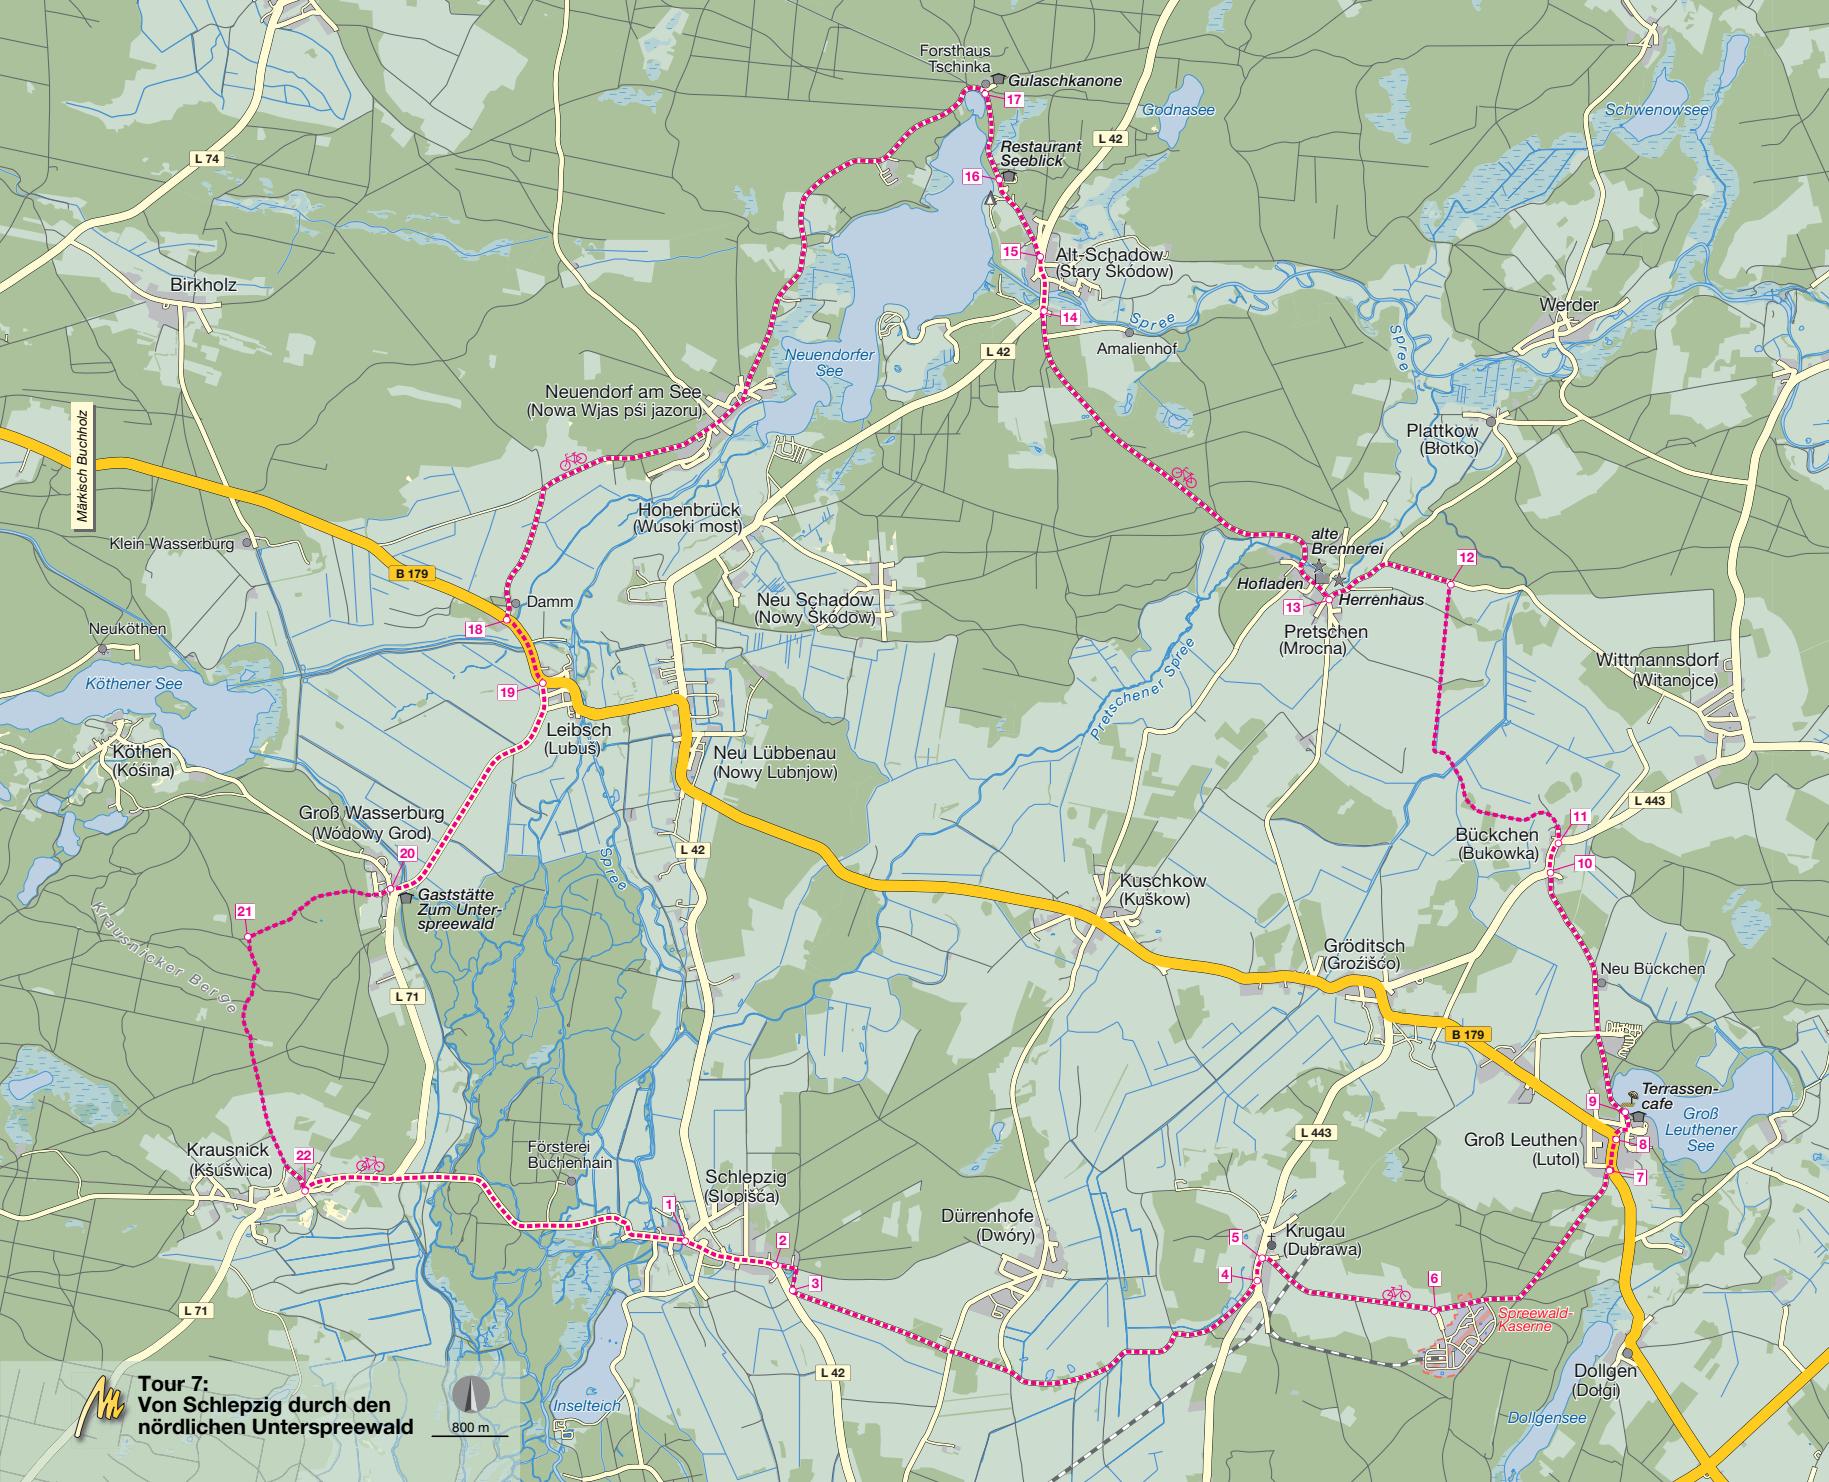 Forsthaus
Tschinka
Gulaschkanone
17
Godnasee
Schwenowsee
L 42
L 74
Restaurant
Seeblick
16
15
Alt-Schadow
(Stary Škódow)
Birkholz
Werder
14
Spree
Spree
Amalienhof
L 42
Neuendorfer
See
Neuendorf am See
(Nowa Wjas pśi jazoru)
Plattkow
(Błotko)
Märkisch Buchholz
Hohenbrück
(Wusoki most)
Klein Wasserburg
alte
Brennerei
12
B 179
Hofladen
Herrenhaus
13
Damm
Neu Schadow
(Nowy Škódow)
18
Neuköthen
Pretschen
(Mrocna)
Wittmannsdorf
(Witanojce)
Köthener See
19
Pretschener Spree
Leibsch
(Lubuš)
Köthen
(Kóśina)
Neu Lübbenau
(Nowy Lubnjow)
L 443
Groß Wasserburg
(Wódowy Grod)
11
Bückchen
(Bukowka)
20
L 42
Spree
10
Kuschkow
(Kuškow)
Gaststätte
Zum Unter-
spreewald
21
Krausnicker Berge
Gröditsch
(Groźišćo)
Neu Bückchen
L 71
B 179
Terrassen-
cafe
9
Groß
Leuthener
See
L 443
Groß Leuthen
(Lutol)
8
Krausnick
(Kšušwica)
22
Försterei
Buchenhain
Schlepzig
(Slopišća)
7
1
Dürrenhofe
(Dwóry)
2
5
Krugau
(Dubrawa)
3
4
6
L 71
Spreewald-
Kaserne
L 42
Dollgen
(Dołgi)
Tour 7:
Von Schlepzig durch den
nördlichen Unterspreewald
800 m
Inselteich
Dollgensee